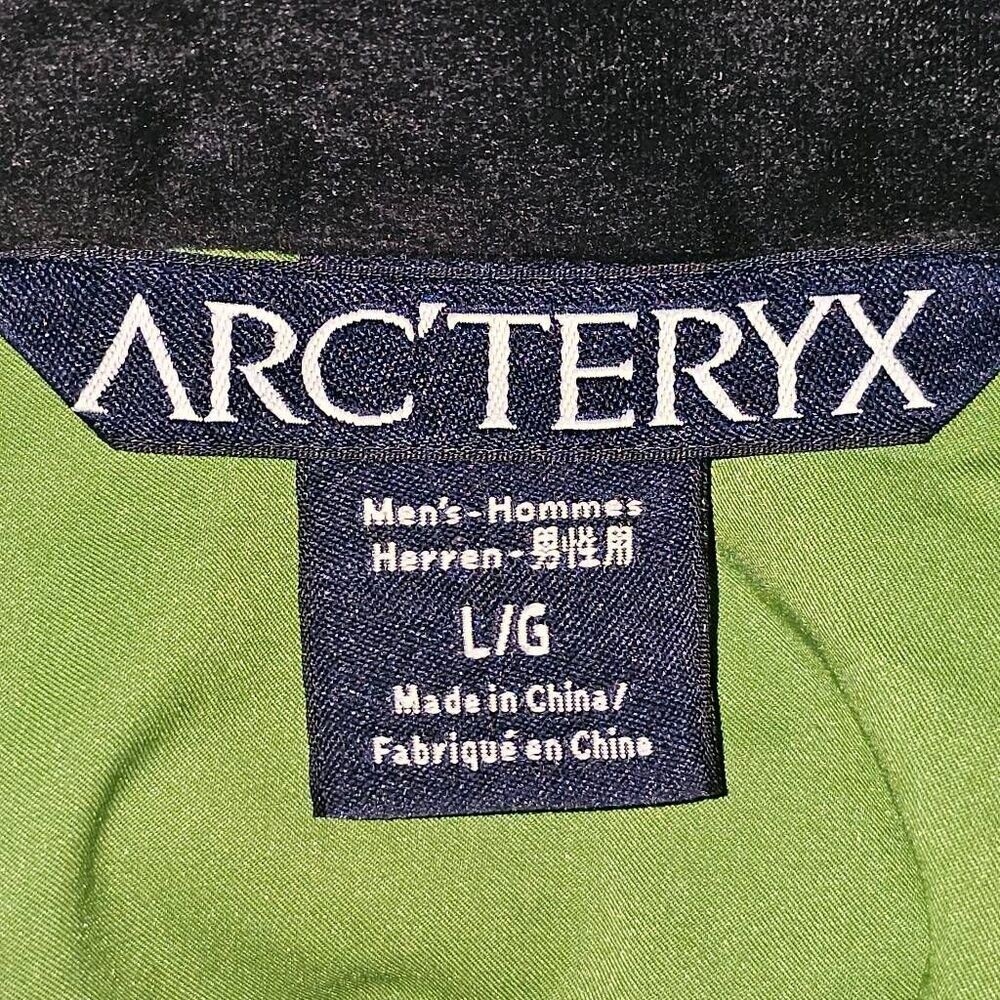 ARC'TERYX
Men's-Hommes
Herren-男性用
L/G
Made in China/
Fabriqué en Chine